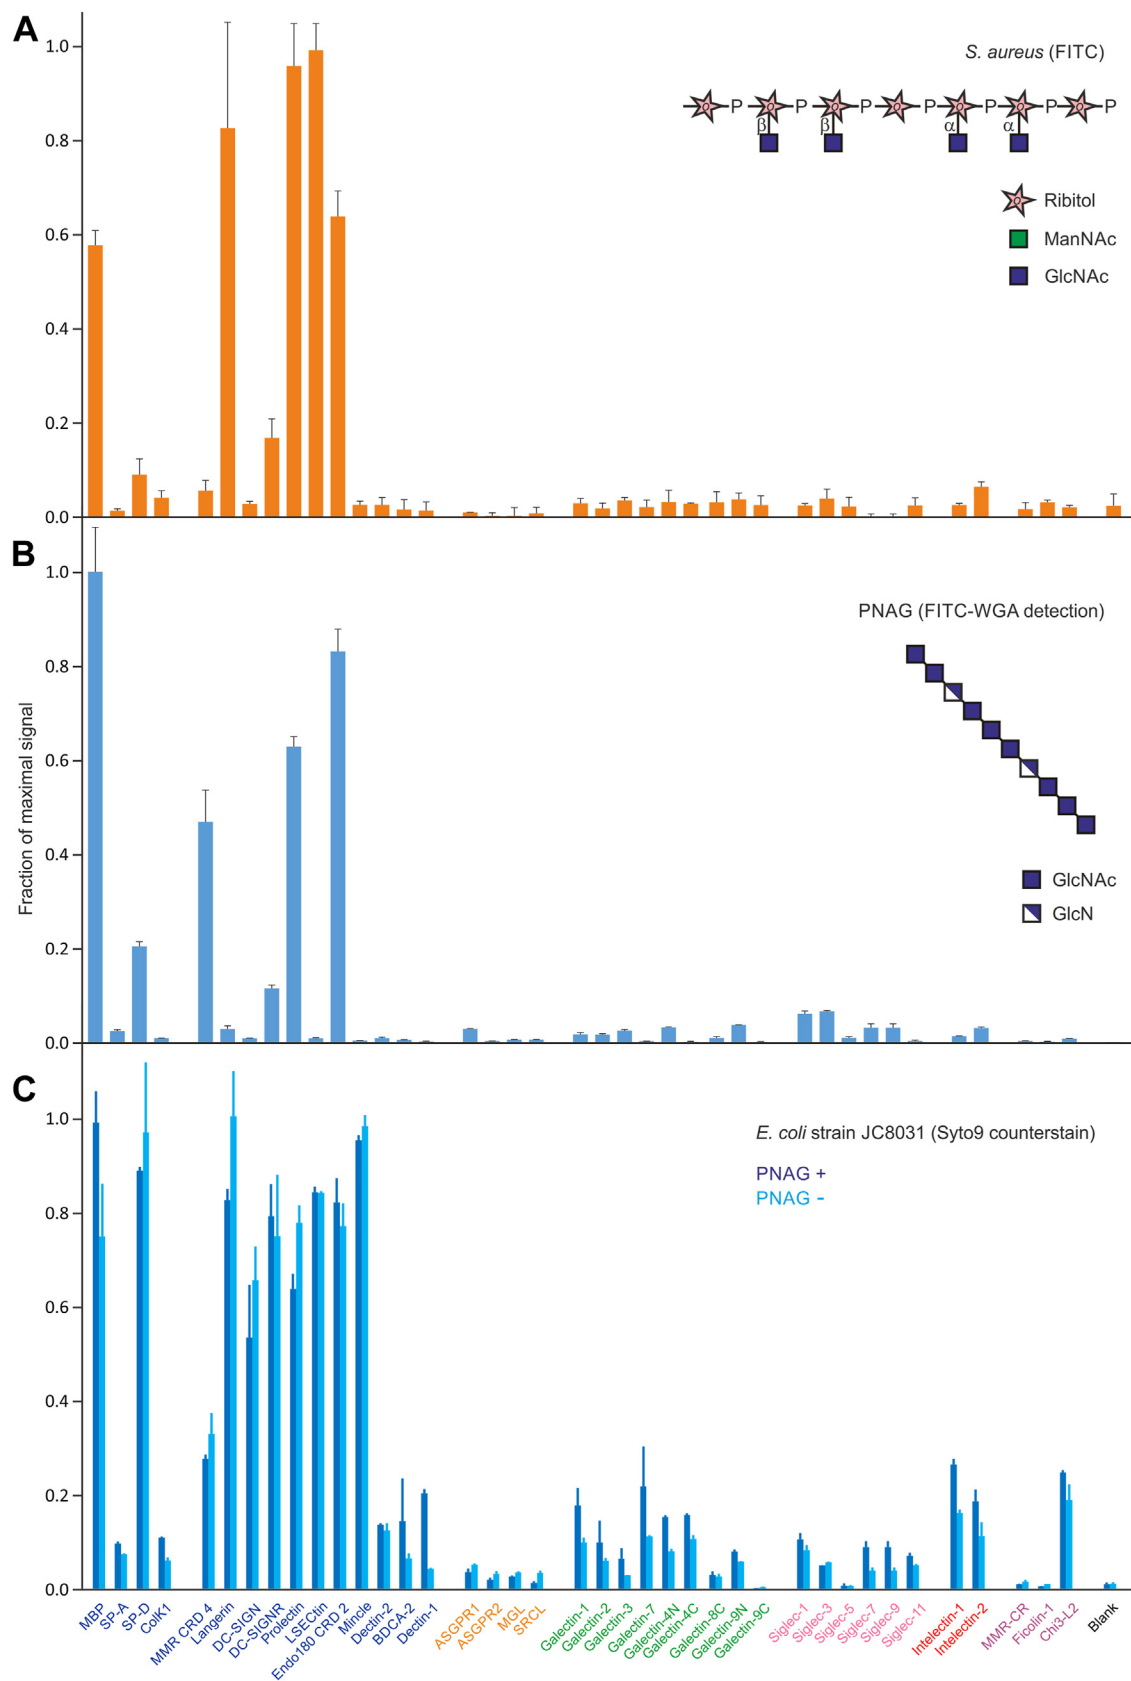 A
S. aureus (FITC)
P P P P P P P
β β α α
Ribitol
ManNAc
GlcNAc
1.0
0.8
0.6
0.4
0.2
0.0
B
PNAG (FITC-WGA detection)
GlcNAc
GlcN
1.0
0.8
0.6
0.4
0.2
0.0
Fraction of maximal signal
C
E. coli strain JC8031 (Syto9 counterstain)
PNAG +
PNAG -
1.0
0.8
0.6
0.4
0.2
0.0
MBP
SP-A
SP-D
ColK1
MMR CRD 4
Langerin
DC-SIGN
DC-SIGNR
Prolectin
LSECtin
Endo180 CRD 2
Mincle
Dectin-2
BDCA-2
Dectin-1
ASGPR1
ASGPR2
MGL
SRCL
Galectin-1
Galectin-2
Galectin-3
Galectin-7
Galectin-4N
Galectin-4C
Galectin-8C
Galectin-9N
Galectin-9C
Siglec-1
Siglec-3
Siglec-5
Siglec-7
Siglec-9
Siglec-11
Intelectin-1
Intelectin-2
MMR-CR
Ficolin-1
Chi3-L2
Blank